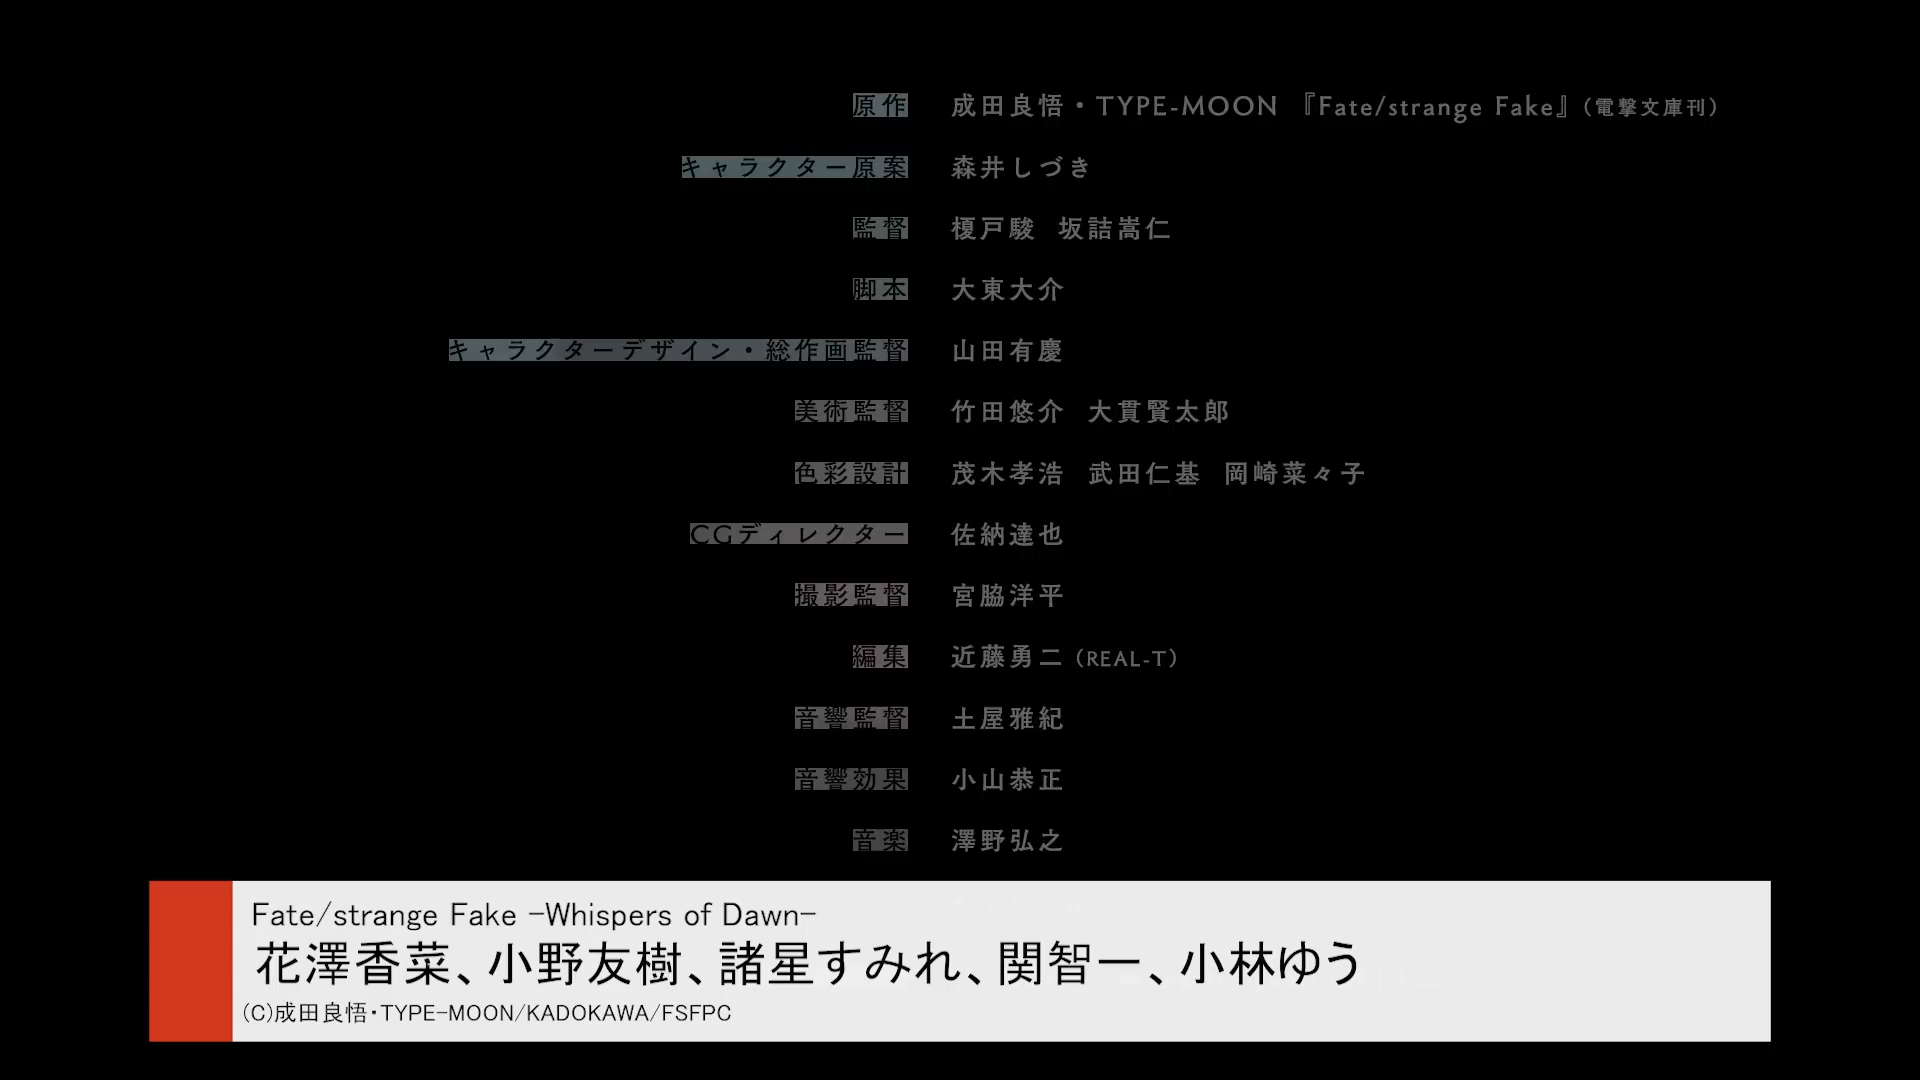 原作 成田良悟・TYPE-MOON 『Fate/strange Fake』（電撃文庫刊）
キャラクター原案 森井しづき
監督 榎戸駿 坂詰嵩仁
脚本 大東大介
キャラクターデザイン・総作画監督 山田有慶
美術監督 竹田悠介 大貫賢太郎
色彩設計 茂木孝浩 武田仁基 岡崎菜々子
CGディレクター 佐納達也
撮影監督 宮脇洋平
編集 近藤勇二（REAL-T）
音響監督 土屋雅紀
音響効果 小山恭正
音楽 澤野弘之
Fate/strange Fake -Whispers of Dawn-
花澤香菜、小野友樹、諸星すみれ、関智一、小林ゆう
(C)成田良悟・TYPE-MOON/KADOKAWA/FSFPC